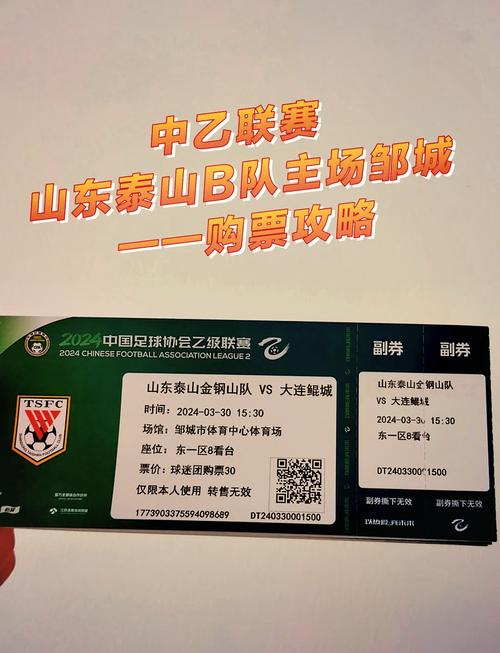 中乙联赛
山东泰山B队主场邹城
——购票攻略
2024中国足球协会乙级联赛
2024 CHINESE FOOTBALL ASSOCIATION LEAGUE 2
TSFC
山东泰山金钢山队 VS 大连鲲城
时间：2024-03-30 15:30
场馆：邹城市体育中心体育场
座位：东一区8看台
票价：球迷团购票30
仅限本人使用 转售无效
1773903375594098689
DT240330001500
副券
副券
山东泰山金钢山队
VS 大连鲲城
2024-03-30 15:30
东一区8看台
DT240330001500
副券撕下无效
副券撕下无效